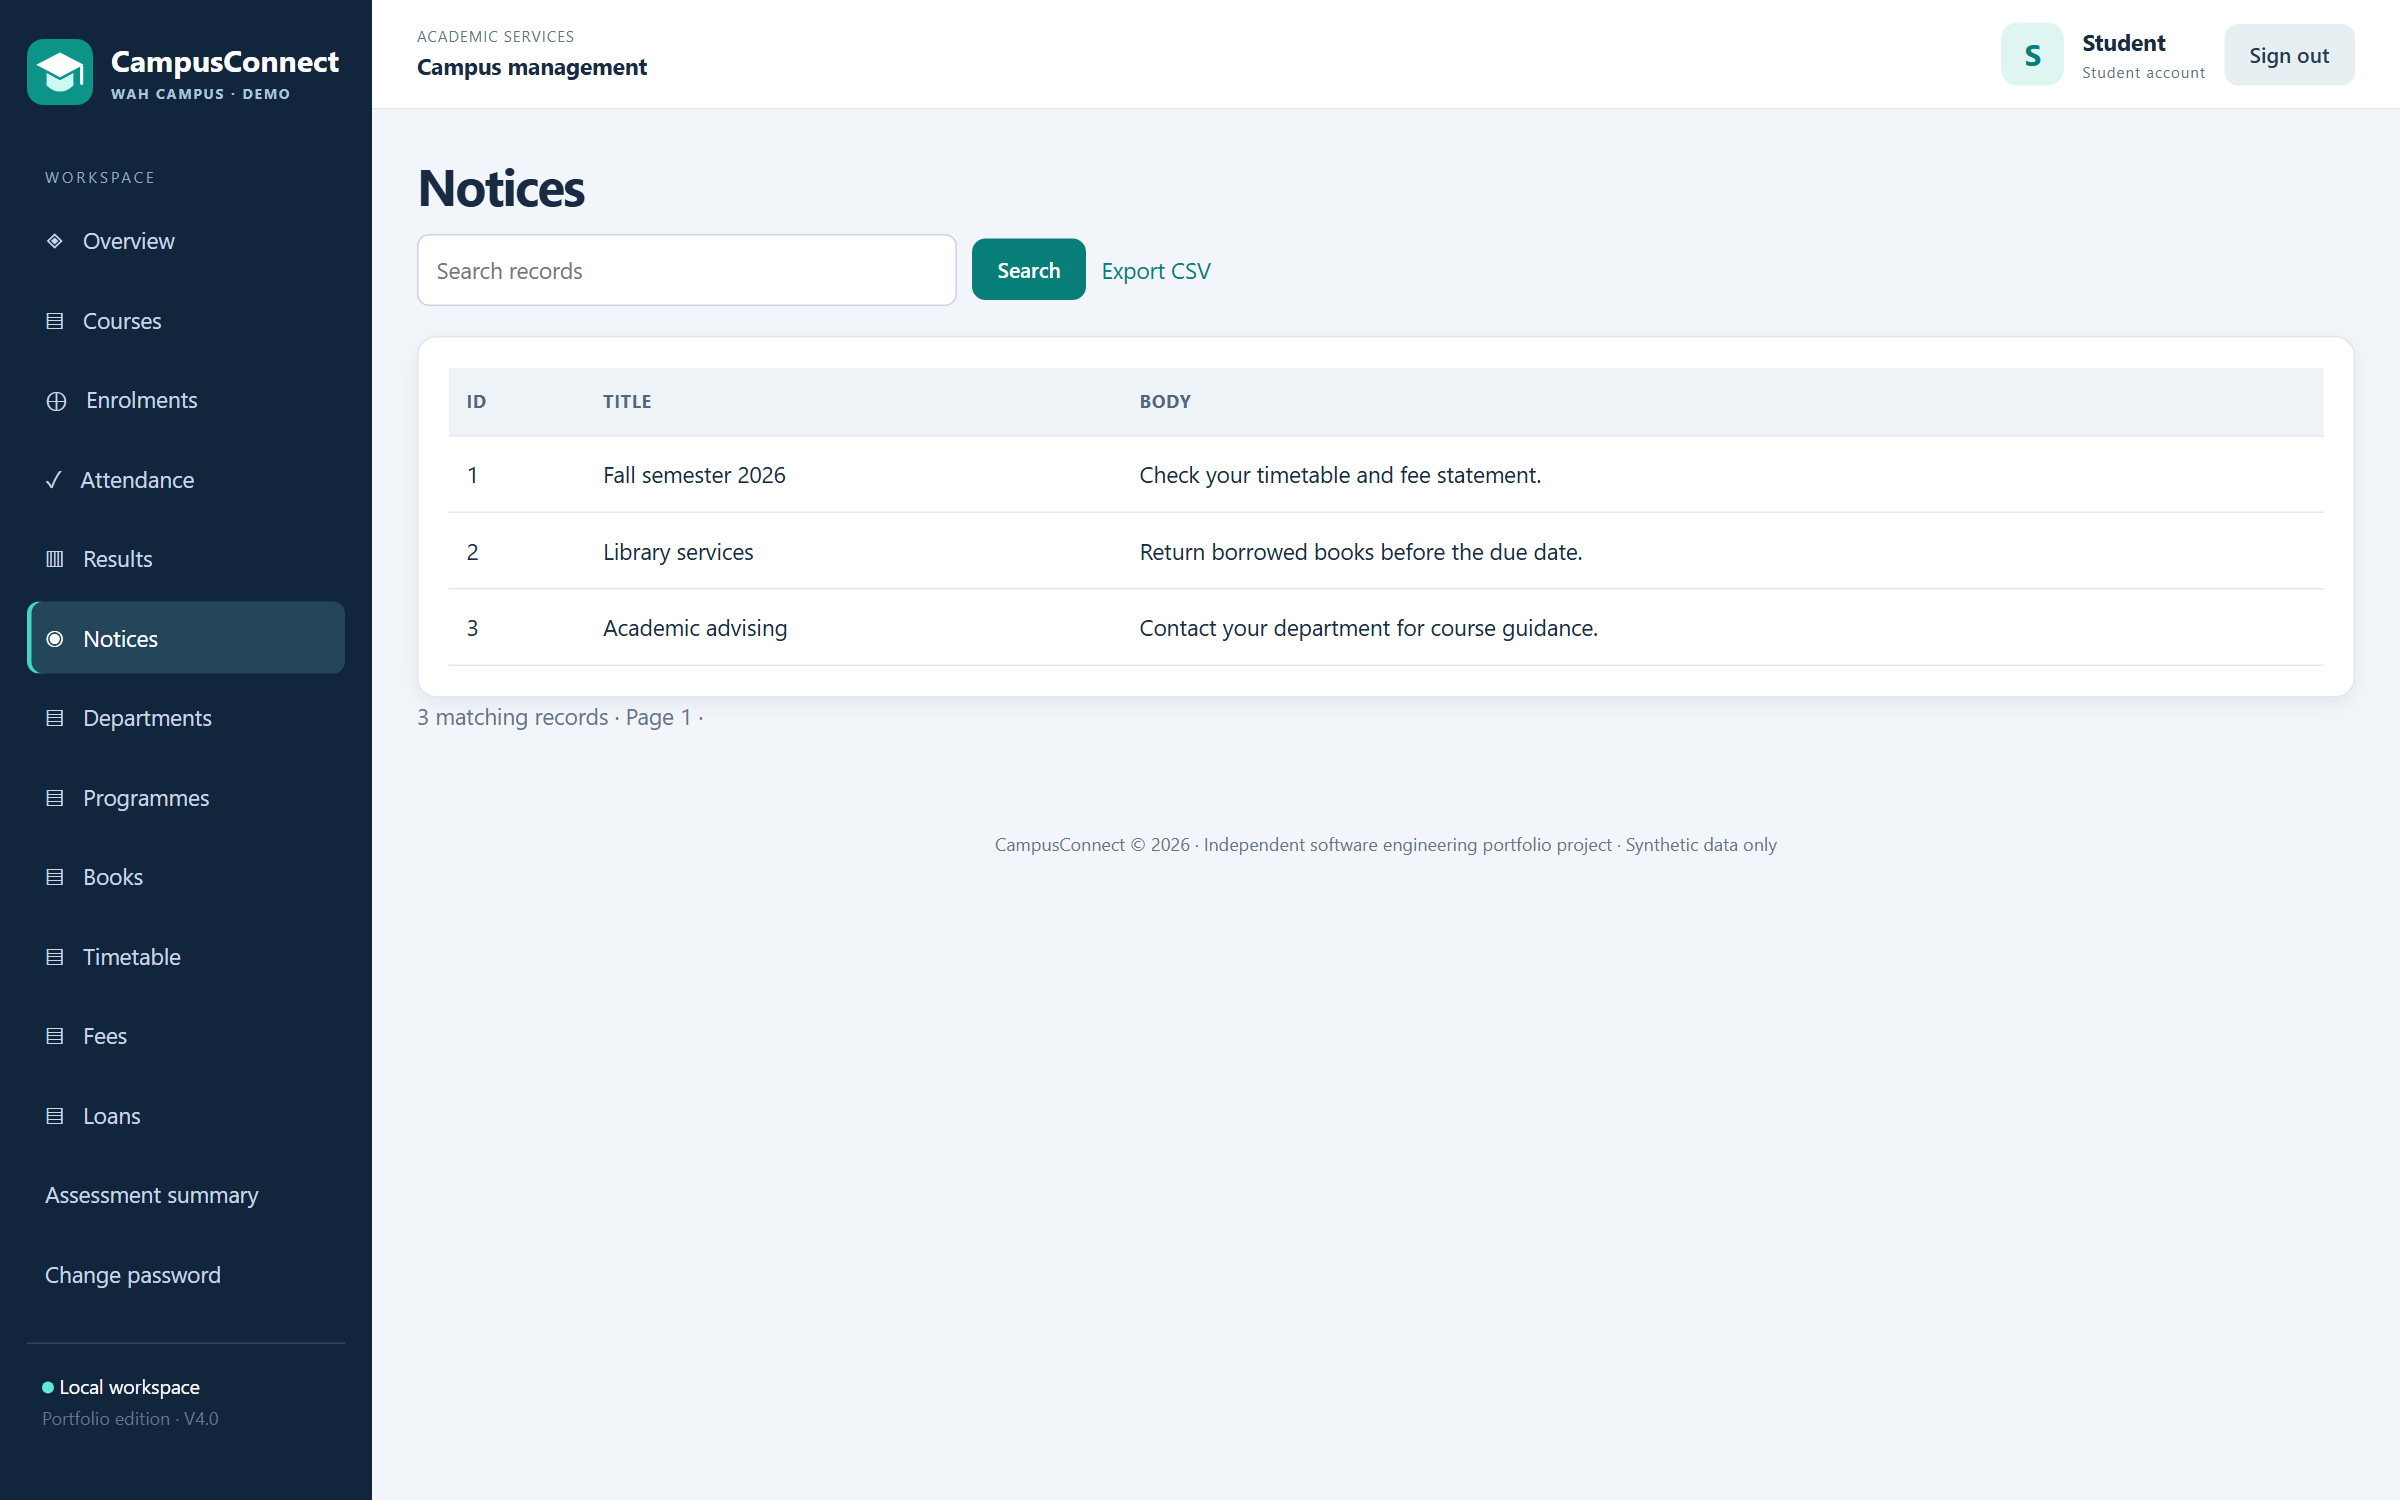 CampusConnect
WAH CAMPUS · DEMO
WORKSPACE
Overview
Courses
Enrolments
Attendance
Results
Notices
Departments
Programmes
Books
Timetable
Fees
Loans
Assessment summary
Change password
Local workspace
Portfolio edition · V4.0
ACADEMIC SERVICES
Campus management
S
Student
Student account
Sign out
Notices
Search records
Search
Export CSV
ID TITLE BODY
1 Fall semester 2026 Check your timetable and fee statement.
2 Library services Return borrowed books before the due date.
3 Academic advising Contact your department for course guidance.
3 matching records · Page 1 ·
CampusConnect © 2026 · Independent software engineering portfolio project · Synthetic data only